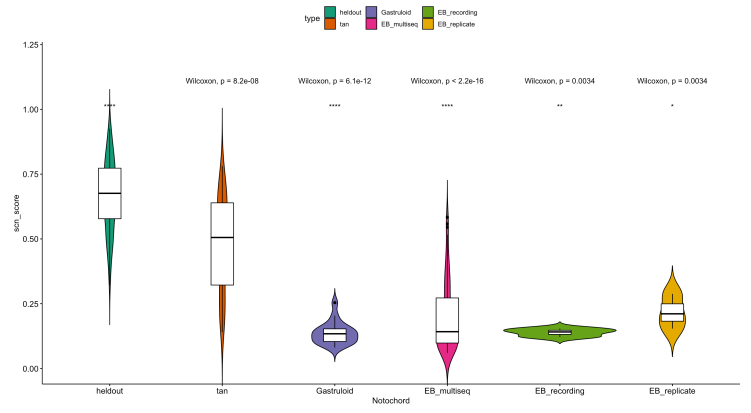 type
heldout Gastruloid EB_recording
tan EB_multiseq EB_replicate
1.25
1.00
0.75
0.50
0.25
0.00
scn_score
Wilcoxon, p = 8.2e-08 Wilcoxon, p = 6.1e-12 Wilcoxon, p < 2.2e-16 Wilcoxon, p = 0.0034 Wilcoxon, p = 0.0034
**** **** **** ** *
heldout tan Gastruloid EB_multiseq EB_recording EB_replicate
Notochord